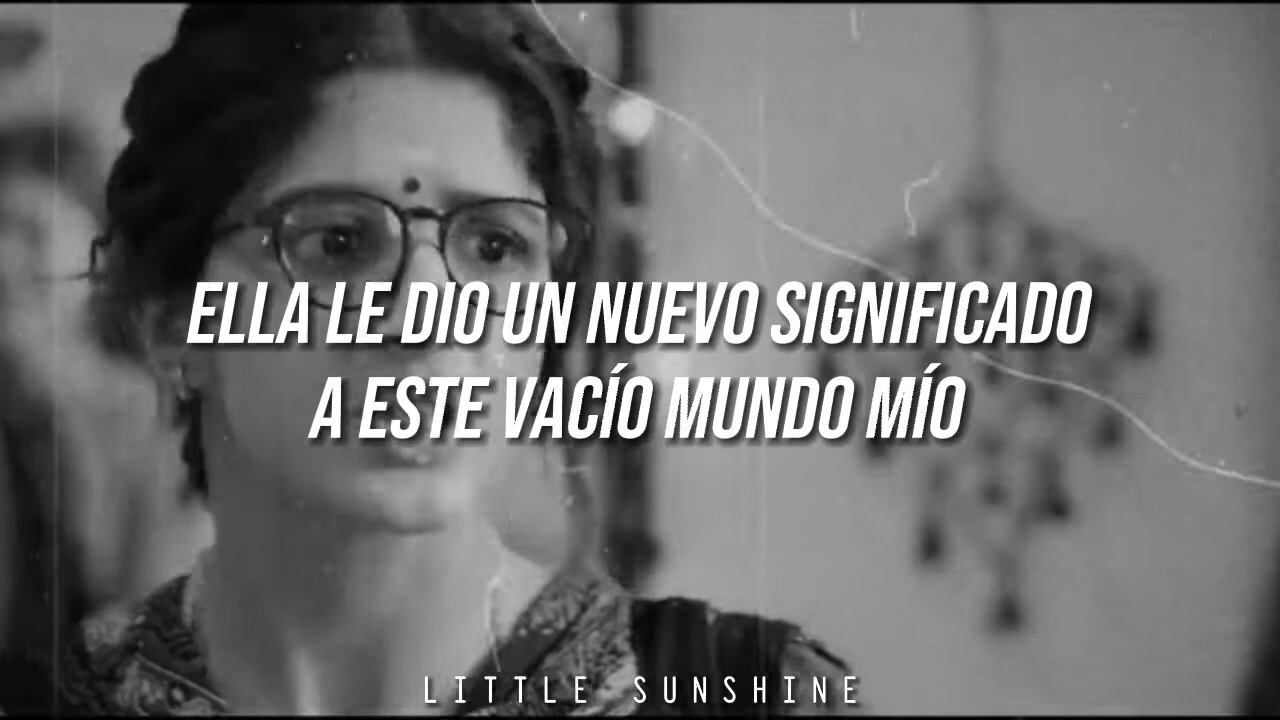 ELLA LE DIO UN NUEVO SIGNIFICADO
A ESTE VACÍO MUNDO MÍO
LITTLE SUNSHINE